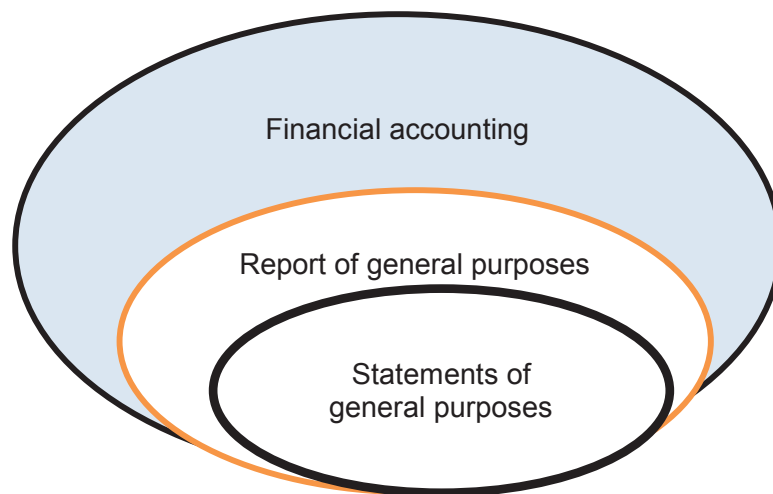 Financial accounting
Report of general purposes
Statements of
general purposes